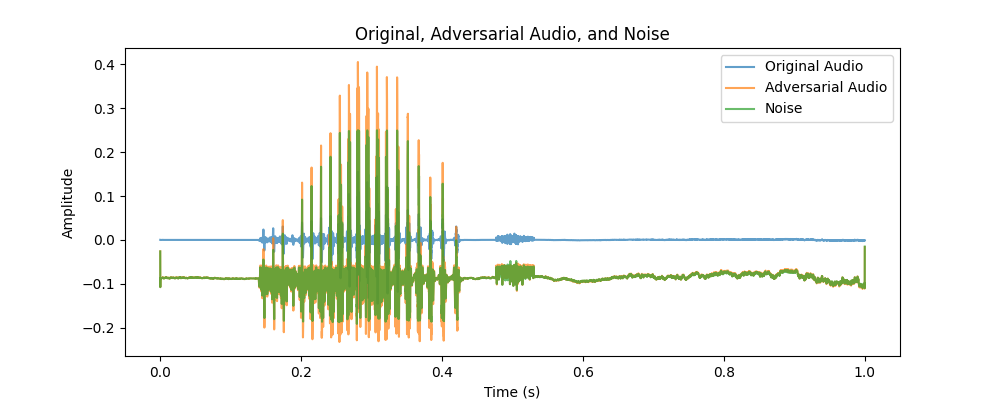 Original, Adversarial Audio, and Noise
Original Audio
Adversarial Audio
Noise
Amplitude
0.4
0.3
0.2
0.1
0.0
−0.1
−0.2
0.0 0.2 0.4 0.6 0.8 1.0
Time (s)